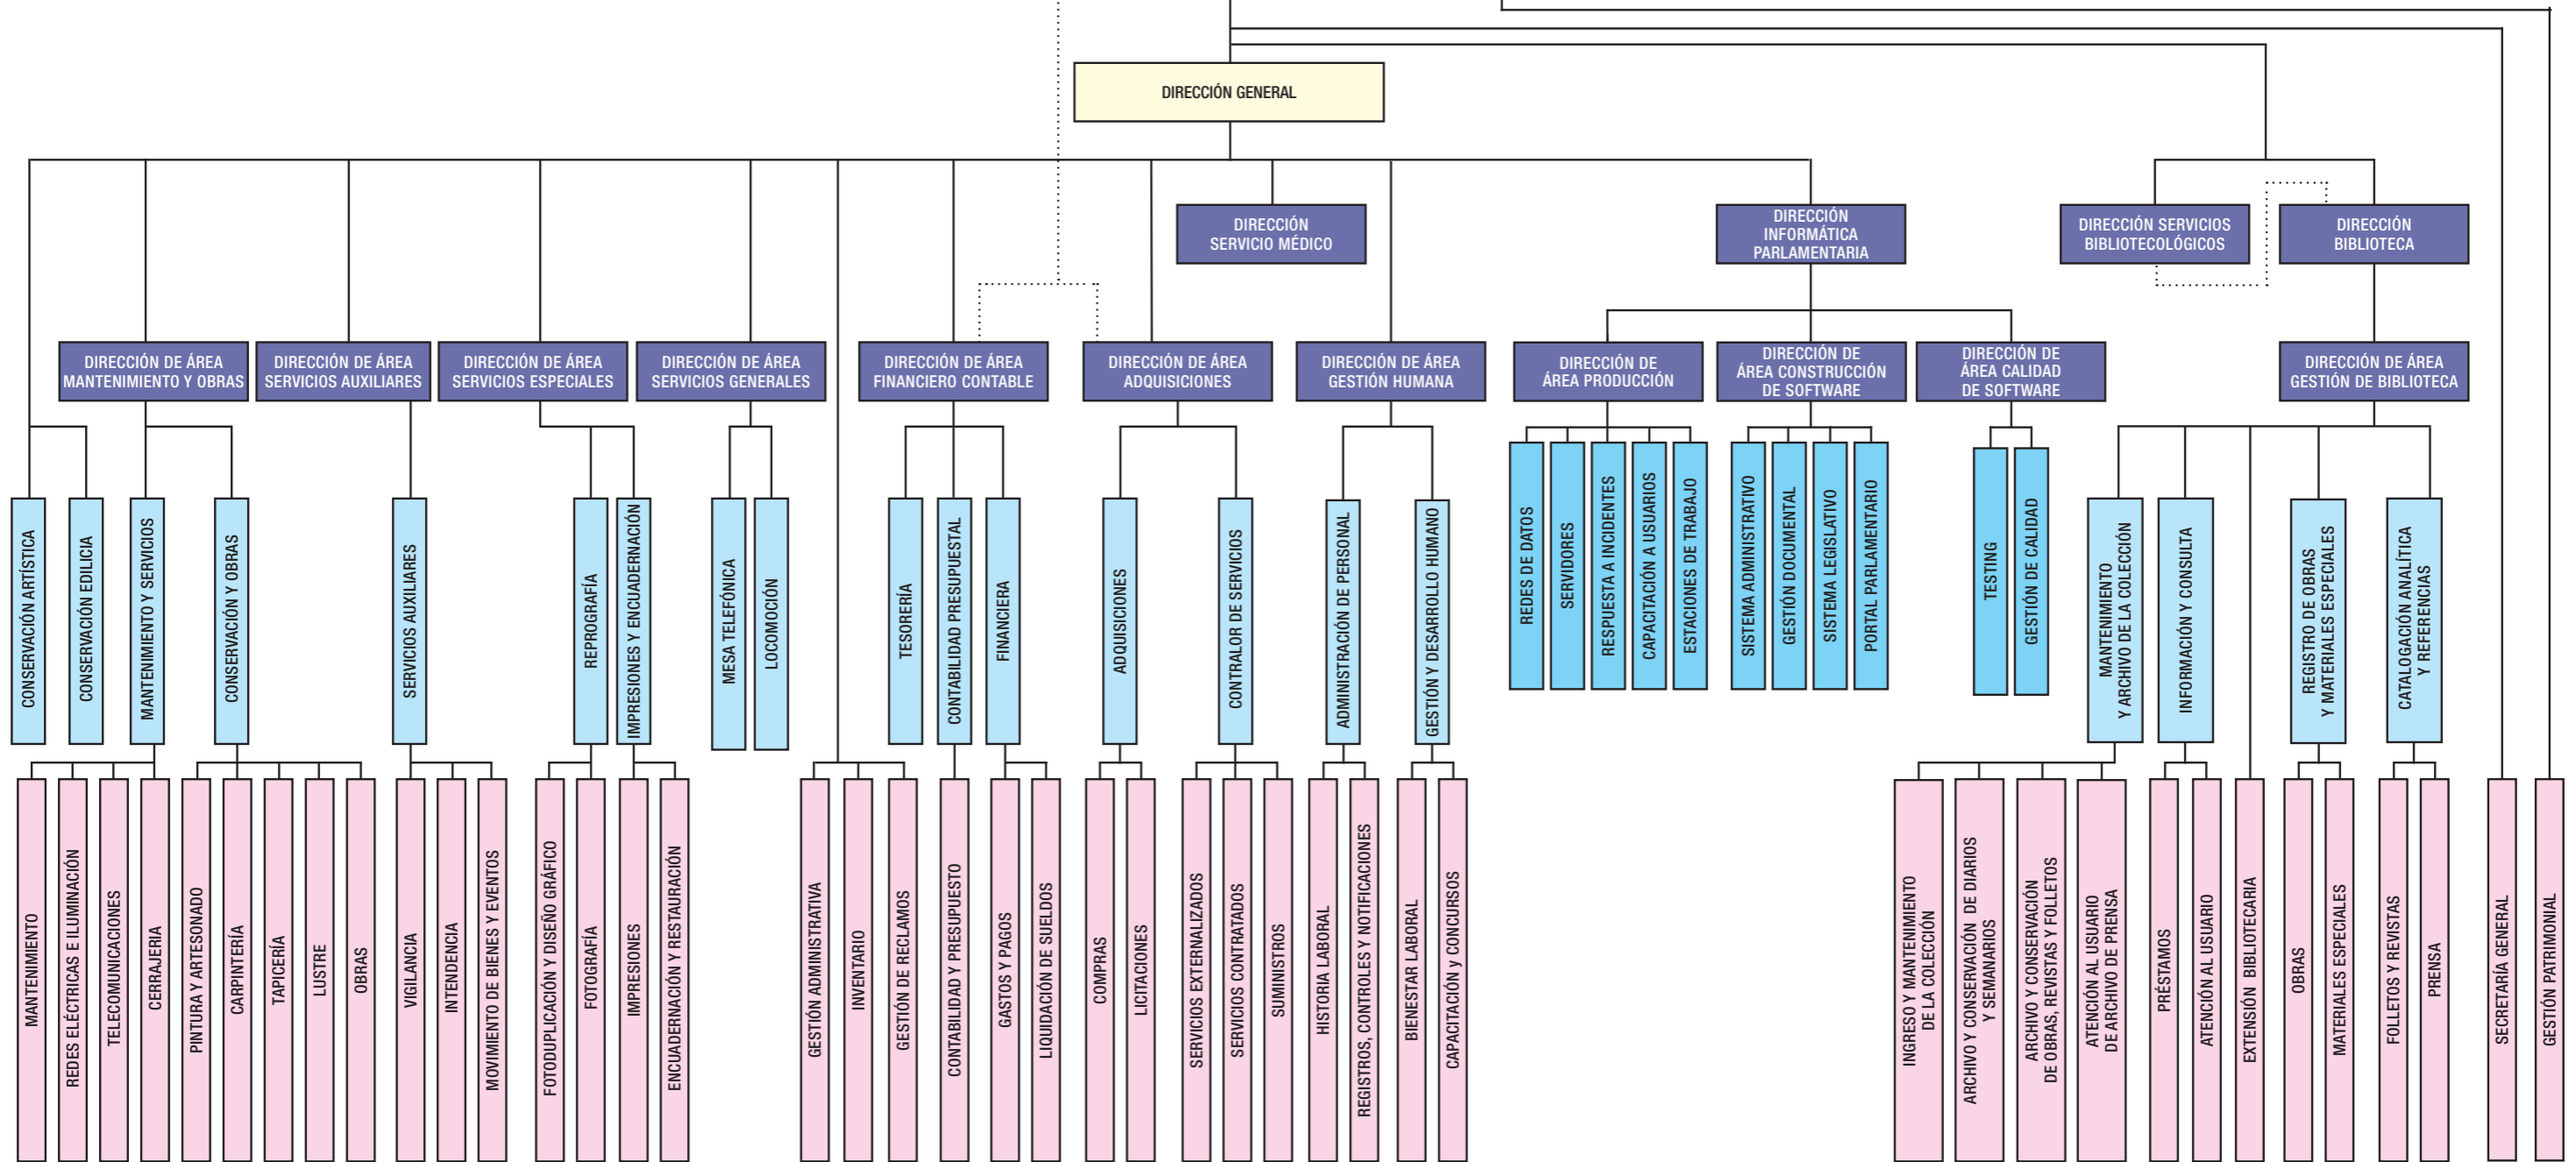 DIRECCIÓN GENERAL
DIRECCIÓN
SERVICIO MÉDICO
DIRECCIÓN
INFORMÁTICA
PARLAMENTARIA
DIRECCIÓN SERVICIOS
BIBLIOTECOLÓGICOS
DIRECCIÓN
BIBLIOTECA
DIRECCIÓN DE ÁREA
MANTENIMIENTO Y OBRAS
DIRECCIÓN DE ÁREA
SERVICIOS AUXILIARES
DIRECCIÓN DE ÁREA
SERVICIOS ESPECIALES
DIRECCIÓN DE ÁREA
SERVICIOS GENERALES
DIRECCIÓN DE ÁREA
FINANCIERO CONTABLE
DIRECCIÓN DE ÁREA
ADQUISICIONES
DIRECCIÓN DE ÁREA
GESTIÓN HUMANA
DIRECCIÓN DE
ÁREA PRODUCCIÓN
DIRECCIÓN DE
ÁREA CONSTRUCCIÓN
DE SOFTWARE
DIRECCIÓN DE
ÁREA CALIDAD
DE SOFTWARE
DIRECCIÓN DE ÁREA
GESTIÓN DE BIBLIOTECA
CONSERVACIÓN ARTÍSTICA
CONSERVACIÓN EDILICIA
MANTENIMIENTO Y SERVICIOS
CONSERVACIÓN Y OBRAS
SERVICIOS AUXILIARES
REPROGRAFÍA
IMPRESIONES Y ENCUADERNACIÓN
MESA TELEFÓNICA
LOCOMOCIÓN
TESORERÍA
CONTABILIDAD PRESUPUESTAL
FINANCIERA
ADQUISICIONES
CONTRALOR DE SERVICIOS
ADMINISTRACIÓN DE PERSONAL
GESTIÓN Y DESARROLLO HUMANO
REDES DE DATOS
SERVIDORES
RESPUESTA A INCIDENTES
CAPACITACIÓN A USUARIOS
ESTACIONES DE TRABAJO
SISTEMA ADMINISTRATIVO
GESTIÓN DOCUMENTAL
SISTEMA LEGISLATIVO
PORTAL PARLAMENTARIO
TESTING
GESTIÓN DE CALIDAD
MANTENIMIENTO
Y ARCHIVO DE LA COLECCIÓN
INFORMACIÓN Y CONSULTA
REGISTRO DE OBRAS
Y MATERIALES ESPECIALES
CATALOGACIÓN ANALÍTICA
Y REFERENCIAS
MANTENIMIENTO
REDES ELÉCTRICAS E ILUMINACIÓN
TELECOMUNICACIONES
CERRAJERIA
PINTURA Y ARTESONADO
CARPINTERÍA
TAPICERÍA
LUSTRE
OBRAS
VIGILANCIA
INTENDENCIA
MOVIMIENTO DE BIENES Y EVENTOS
FOTODUPLICACIÓN Y DISEÑO GRÁFICO
FOTOGRAFÍA
IMPRESIONES
ENCUADERNACIÓN Y RESTAURACIÓN
GESTIÓN ADMINISTRATIVA
INVENTARIO
GESTIÓN DE RECLAMOS
CONTABILIDAD Y PRESUPUESTO
GASTOS Y PAGOS
LIQUIDACIÓN DE SUELDOS
COMPRAS
LICITACIONES
SERVICIOS EXTERNALIZADOS
SERVICIOS CONTRATADOS
SUMINISTROS
HISTORIA LABORAL
REGISTROS, CONTROLES Y NOTIFICACIONES
BIENESTAR LABORAL
CAPACITACIÓN y CONCURSOS
INGRESO Y MANTENIMIENTO
DE LA COLECCIÓN
ARCHIVO Y CONSERVACIÓN DE DIARIOS
Y SEMANARIOS
ARCHIVO Y CONSERVACIÓN
DE OBRAS, REVISTAS Y FOLLETOS
ATENCIÓN AL USUARIO
DE ARCHIVO DE PRENSA
PRÉSTAMOS
ATENCIÓN AL USUARIO
EXTENSIÓN BIBLIOTECARIA
OBRAS
MATERIALES ESPECIALES
FOLLETOS Y REVISTAS
PRENSA
SECRETARÍA GENERAL
GESTIÓN PATRIMONIAL